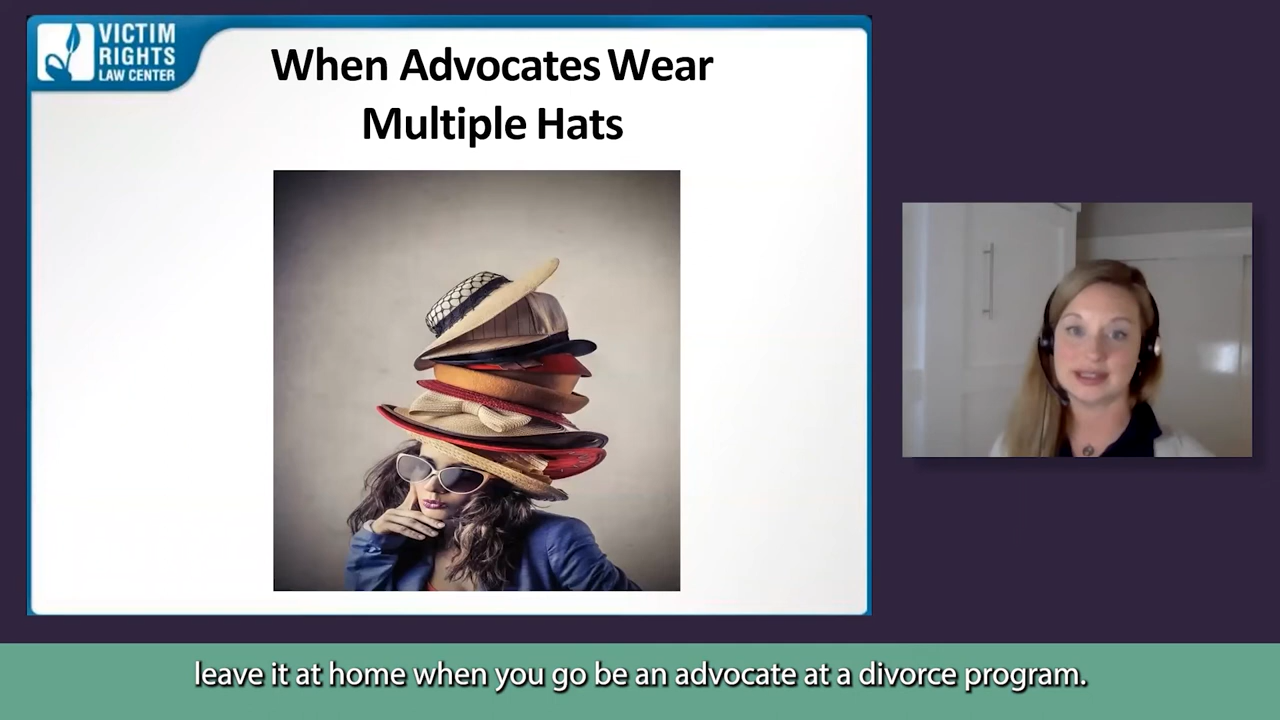 VICTIM
RIGHTS
LAW CENTER
When Advocates Wear
Multiple Hats
leave it at home when you go be an advocate at a divorce program.